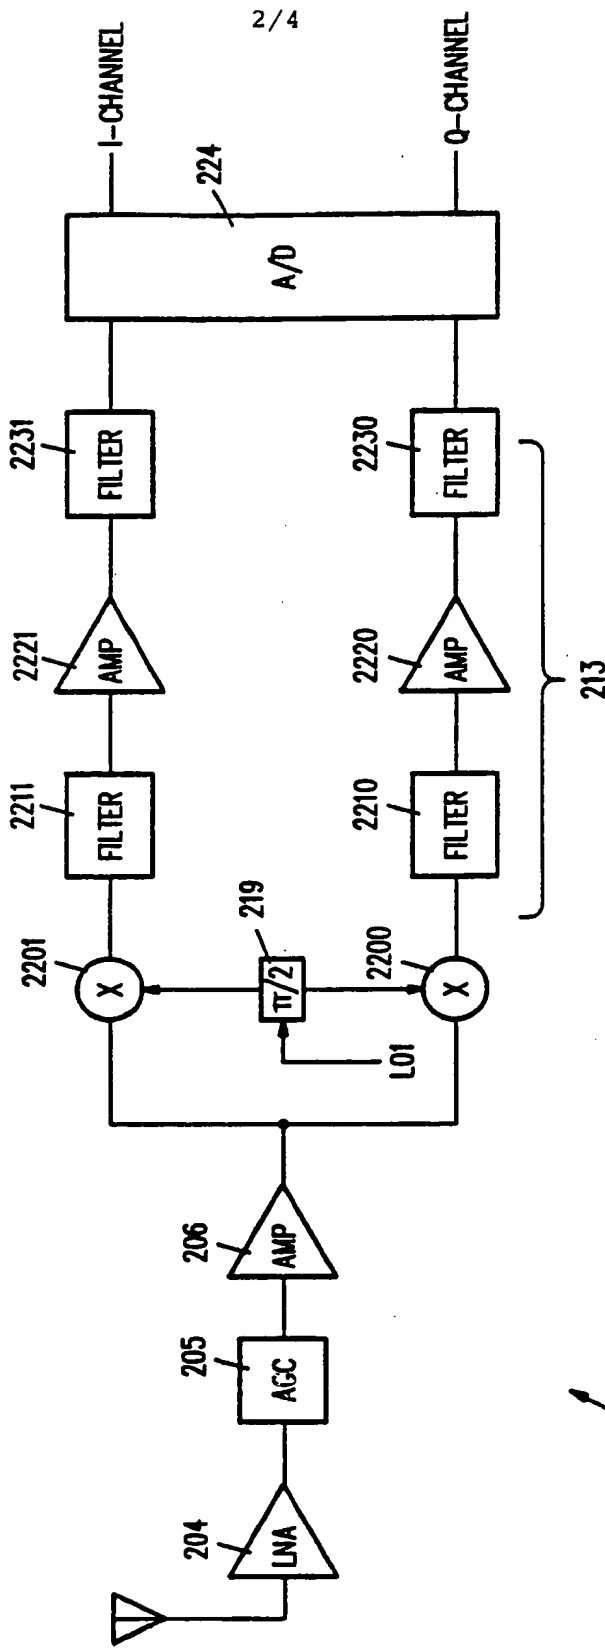 2/4
204
LNA
205
AGC
206
AMP
2201
X
219
π/2
LO1
2200
X
2211
FILTER
2221
AMP
2231
FILTER
2210
FILTER
2220
AMP
2230
FILTER
213
224
A/D
I-CHANNEL
Q-CHANNEL